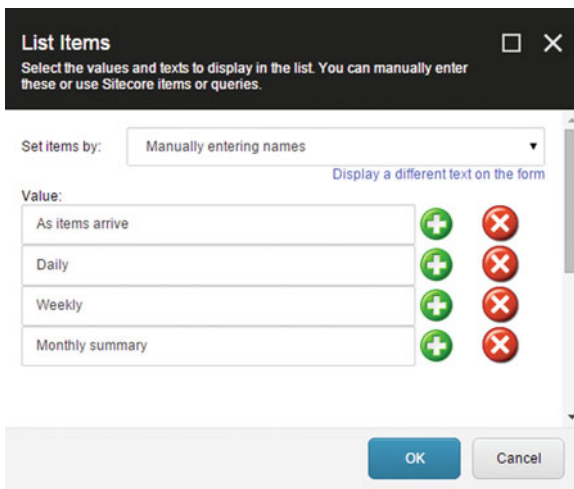 List Items
Select the values and texts to display in the list. You can manually enter
these or use Sitecore items or queries.
Set items by: Manually entering names
Display a different text on the form
Value:
As items arrive
Daily
Weekly
Monthly summary
OK Cancel